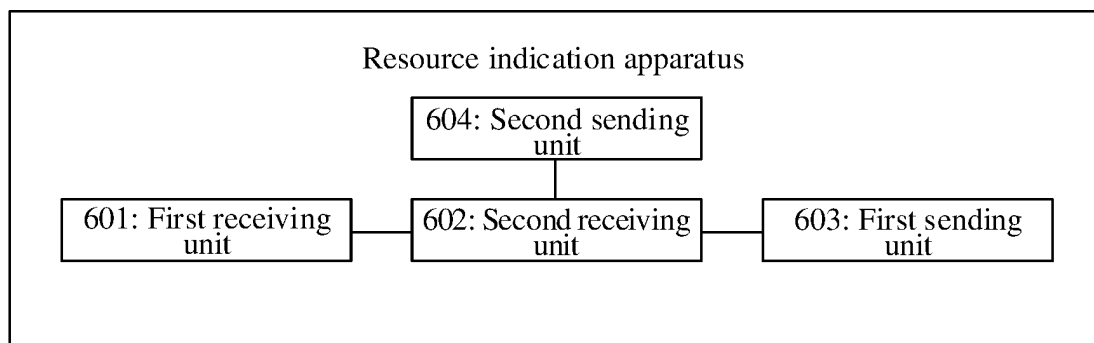 Resource indication apparatus
604: Second sending
unit
601: First receiving
unit
602: Second receiving
unit
603: First sending
unit